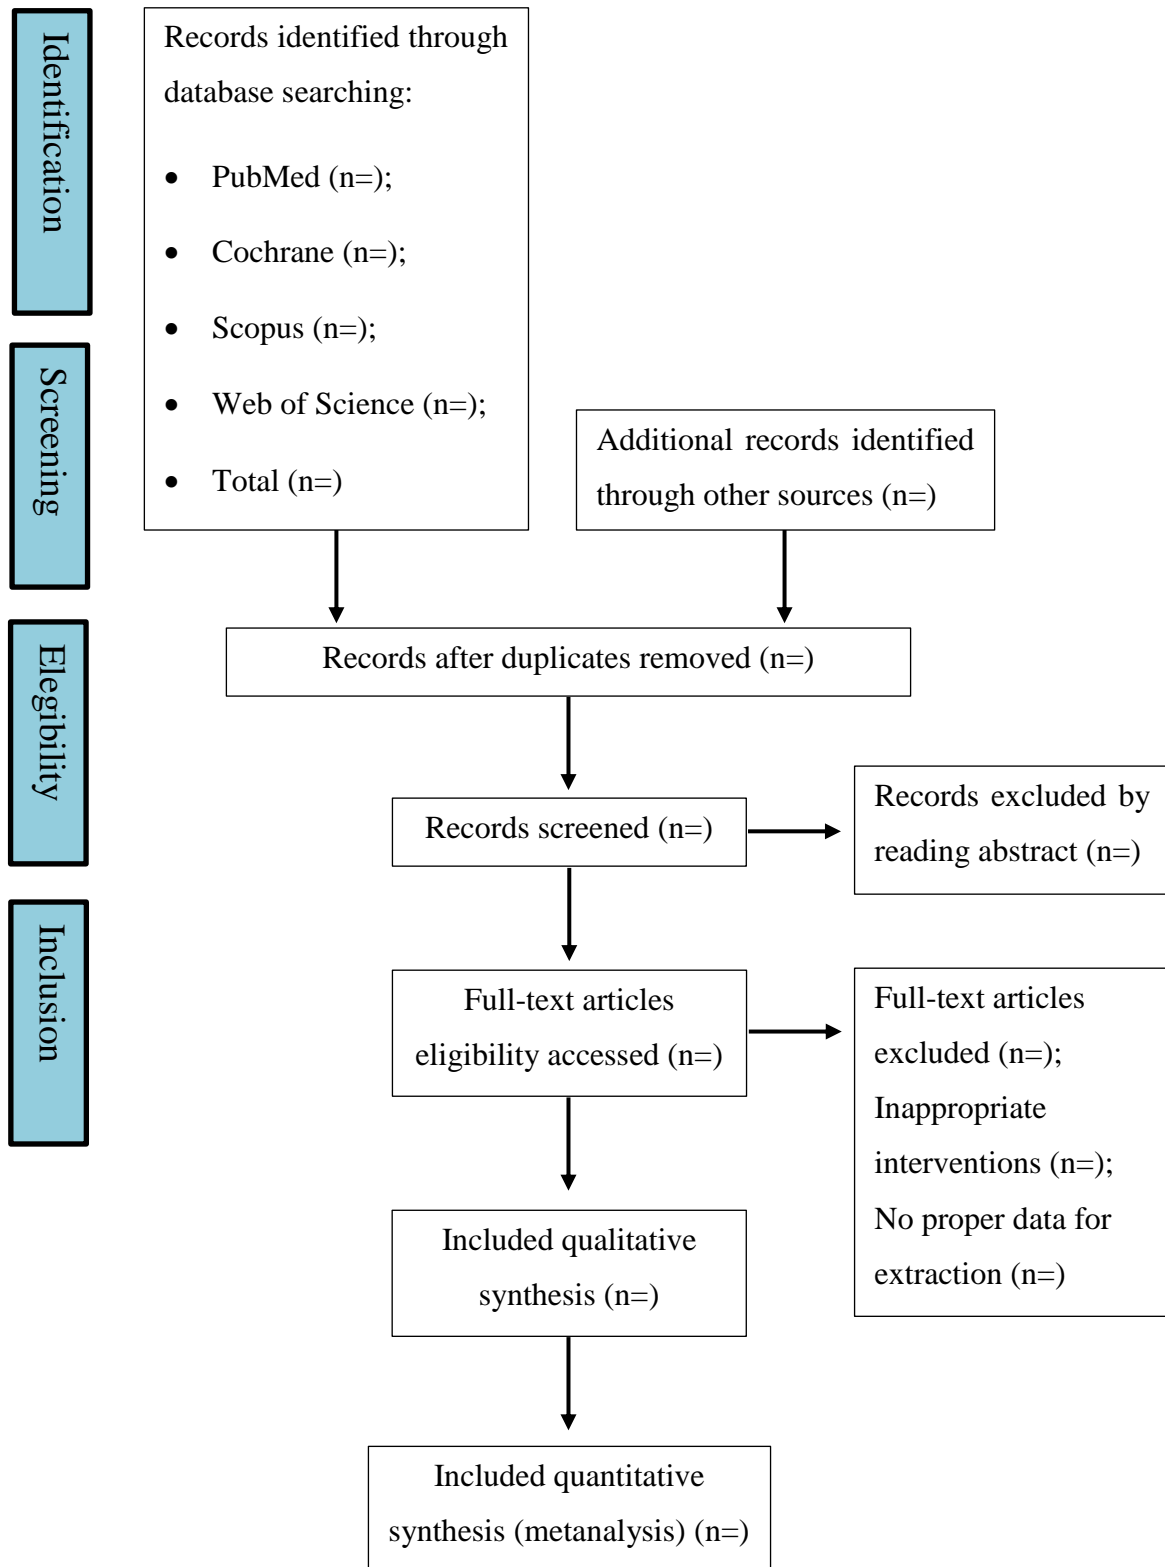 Identification
Records identified through
database searching:
• PubMed (n=);
• Cochrane (n=);
• Scopus (n=);
• Web of Science (n=);
• Total (n=)
Screening
Additional records identified
through other sources (n=)
Records after duplicates removed (n=)
Elegibility
Records screened (n=)
Records excluded by
reading abstract (n=)
Inclusion
Full-text articles
eligibility accessed (n=)
Full-text articles
excluded (n=);
Inappropriate
interventions (n=);
No proper data for
extraction (n=)
Included qualitative
synthesis (n=)
Included quantitative
synthesis (metanalysis) (n=)